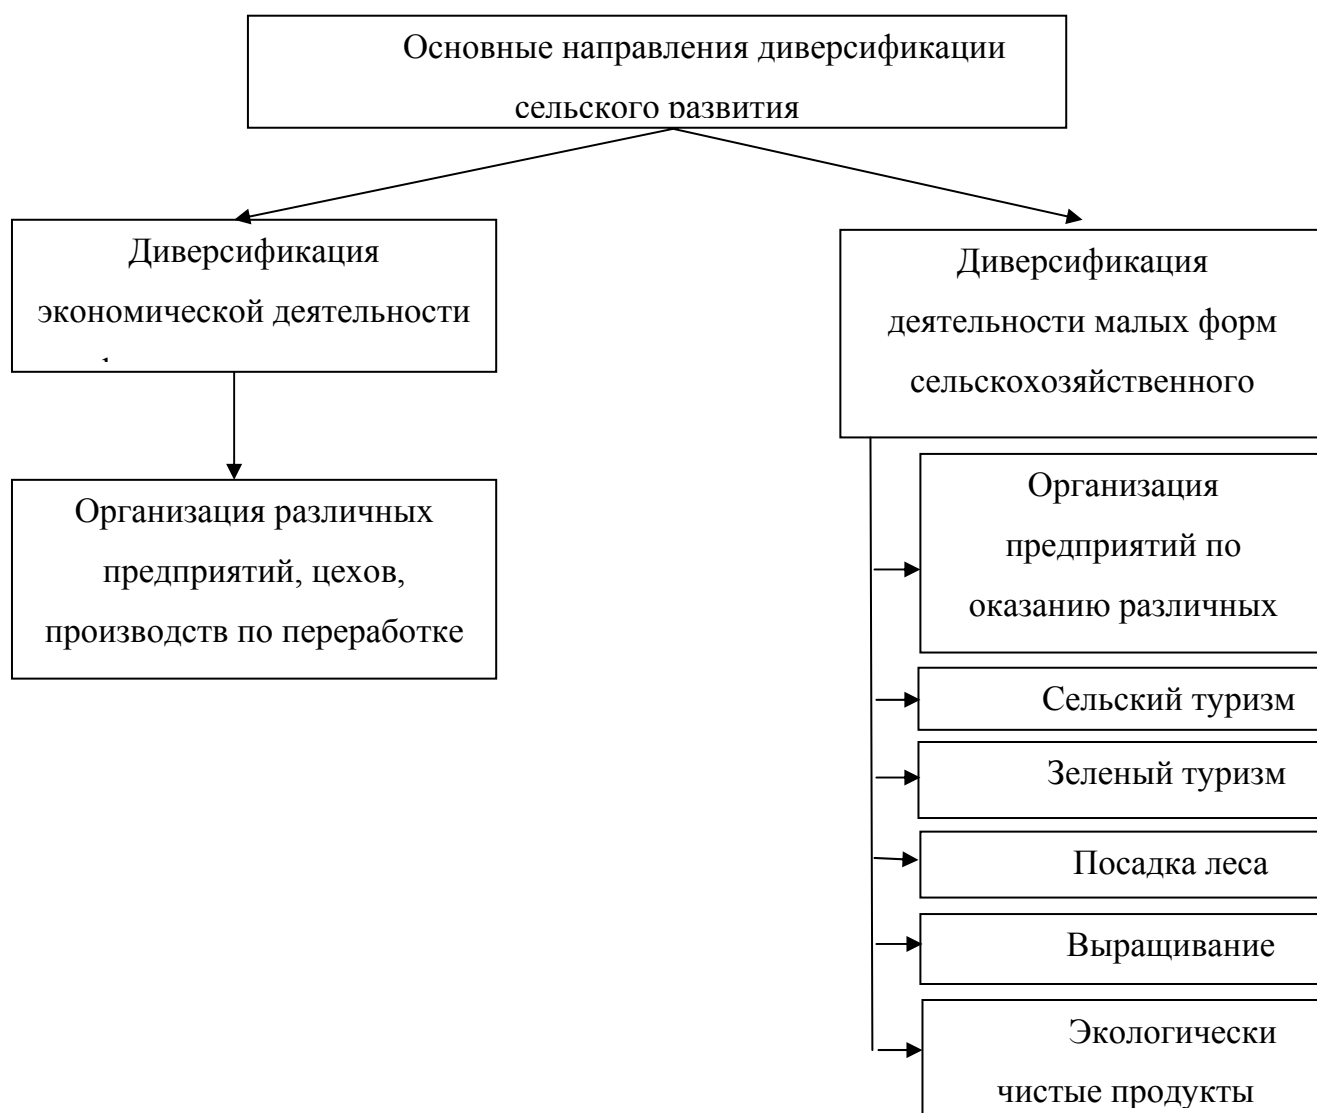 Основные направления диверсификации
сельского развития
Диверсификация
экономической деятельности
Диверсификация
деятельности малых форм
сельскохозяйственного
Организация различных
предприятий, цехов,
производств по переработке
Организация
предприятий по
оказанию различных
Сельский туризм
Зеленый туризм
Посадка леса
Выращивание
Экологически
чистые продукты